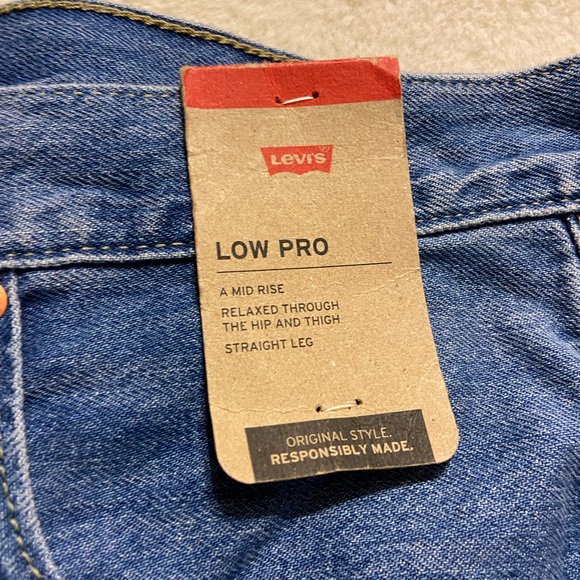 Levi's
LOW PRO
A MID RISE
RELAXED THROUGH
THE HIP AND THIGH
STRAIGHT LEG
ORIGINAL STYLE.
RESPONSIBLY MADE.